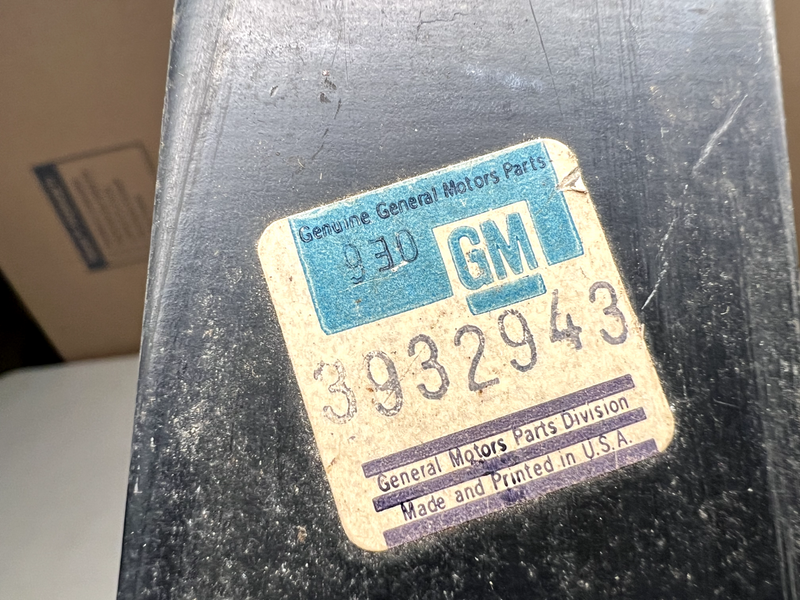 Genuine General Motors Parts
930
GM
3932943
General Motors Parts Division
Made and Printed in U.S.A.